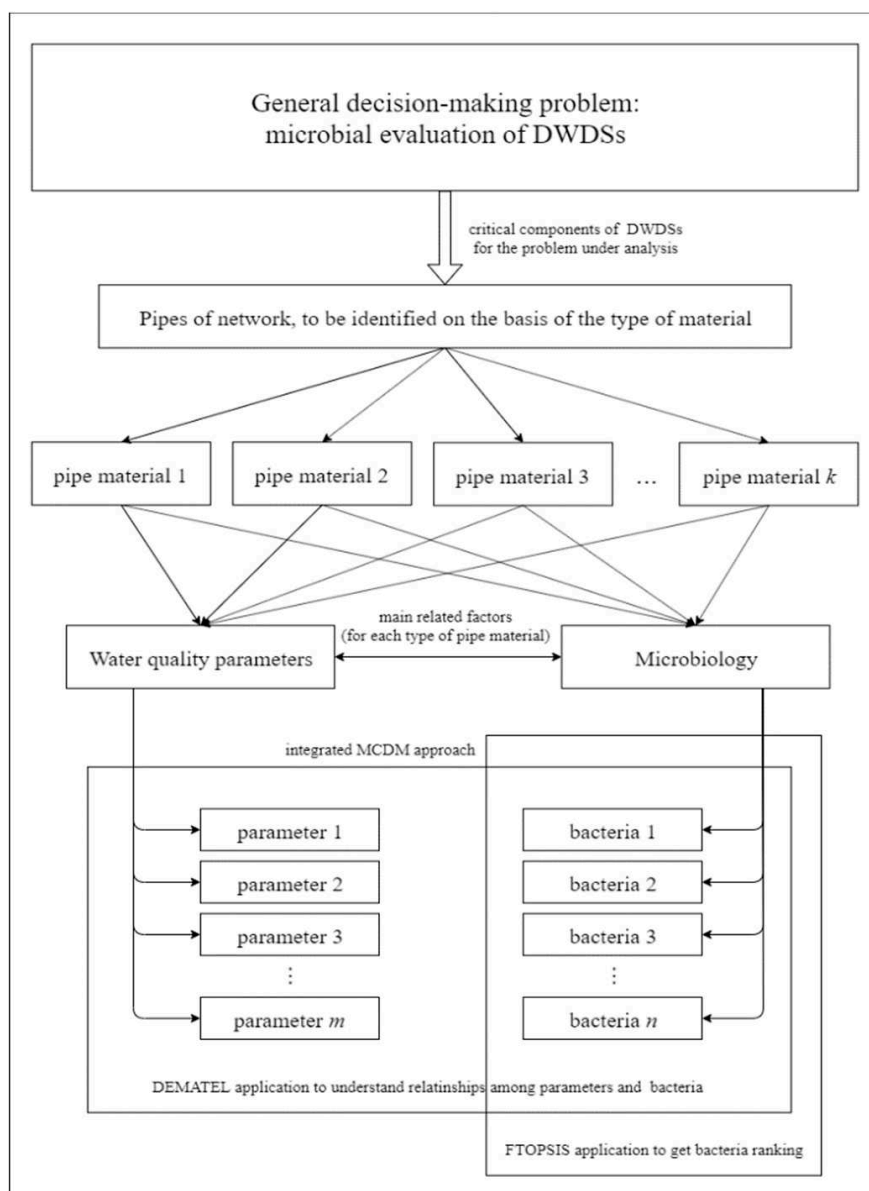 General decision-making problem:
microbial evaluation of DWDSs
critical components of DWDSs
for the problem under analysis
Pipes of network, to be identified on the basis of the type of material
pipe material 1
pipe material 2
pipe material 3
...
pipe material k
main related factors
(for each type of pipe material)
Water quality parameters
Microbiology
integrated MCDM approach
parameter 1
bacteria 1
parameter 2
bacteria 2
parameter 3
bacteria 3
⋮
⋮
parameter m
bacteria n
DEMATEL application to understand relatinships among parameters and bacteria
FTOPSIS application to get bacteria ranking